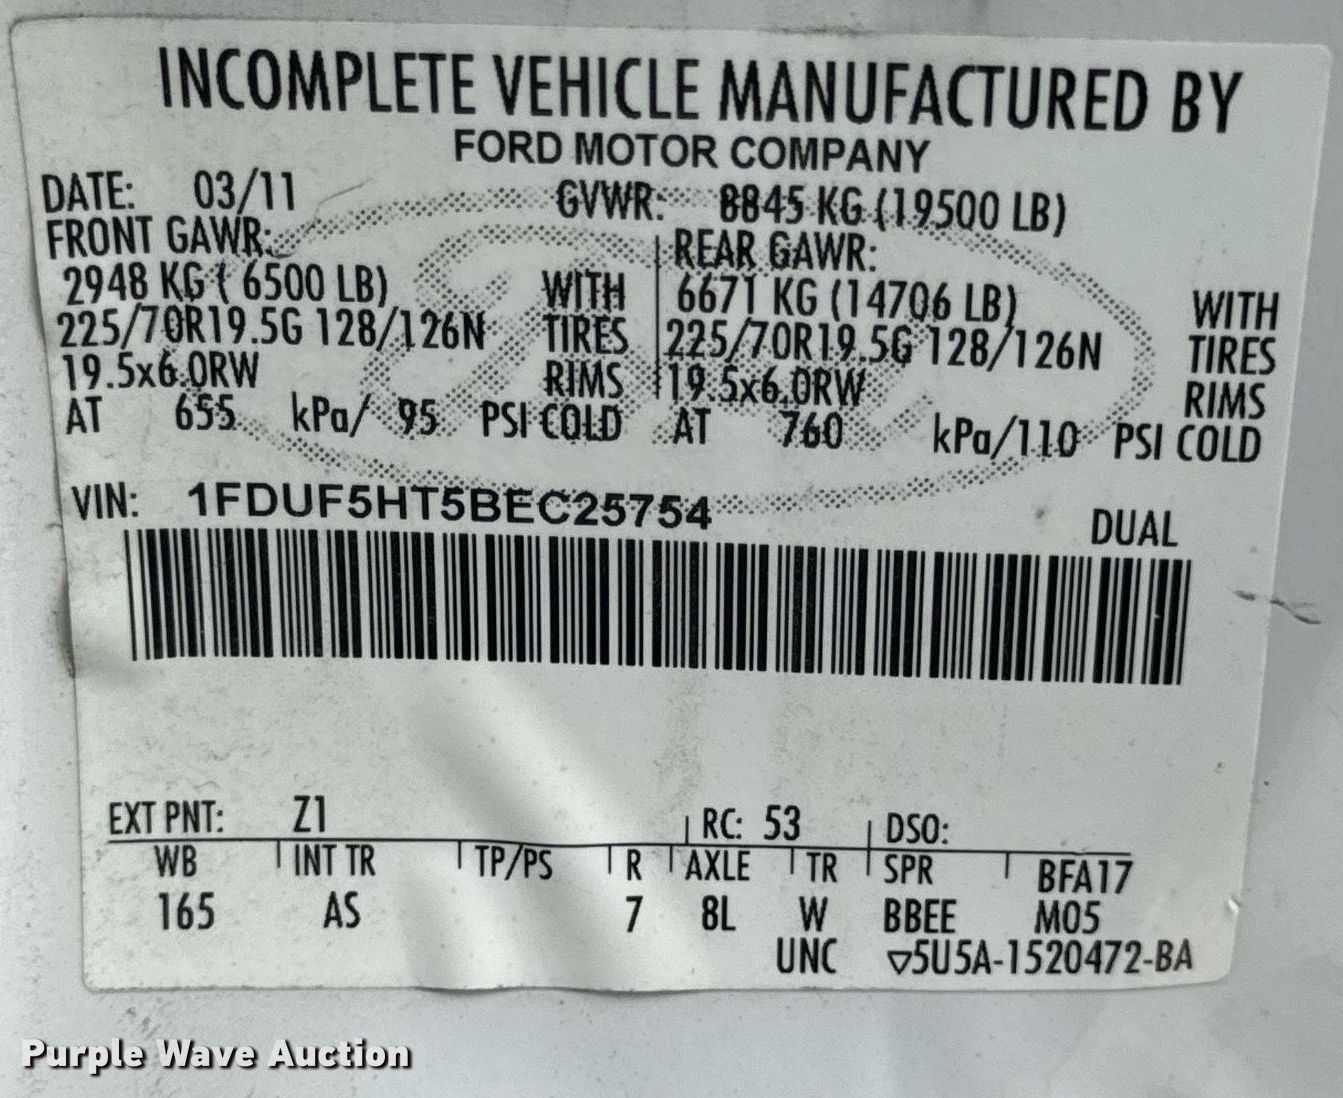 INCOMPLETE VEHICLE MANUFACTURED BY
FORD MOTOR COMPANY
DATE: 03/11 GVWR: 8845 KG (19500 LB)
FRONT GAWR: REAR GAWR:
2948 KG ( 6500 LB) WITH 6671 KG (14706 LB) WITH
225/70R19.5G 128/126N TIRES 225/70R19.5G 128/126N TIRES
19.5x6.0RW RIMS 19.5x6.0RW RIMS
AT 655 kPa/ 95 PSI COLD AT 760 kPa/110 PSI COLD
VIN: 1FDUF5HT5BEC25754 DUAL
EXT PNT: Z1 RC: 53 DSO:
WB INT TR TP/PS R AXLE TR SPR BFA17
165 AS 7 8L W BBEE M05
UNC ▽5U5A-1520472-BA
Purple Wave Auction